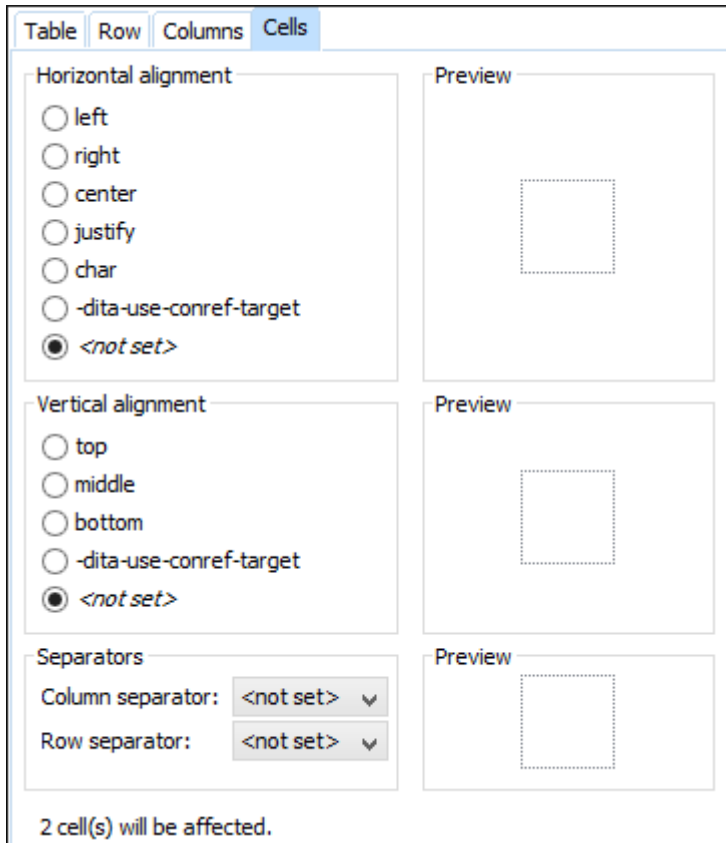 Table Row Columns Cells
Horizontal alignment
left
right
center
justify
char
-dita-use-conref-target
<not set>
Preview
Vertical alignment
top
middle
bottom
-dita-use-conref-target
<not set>
Preview
Separators
Column separator: <not set>
Row separator: <not set>
Preview
2 cell(s) will be affected.